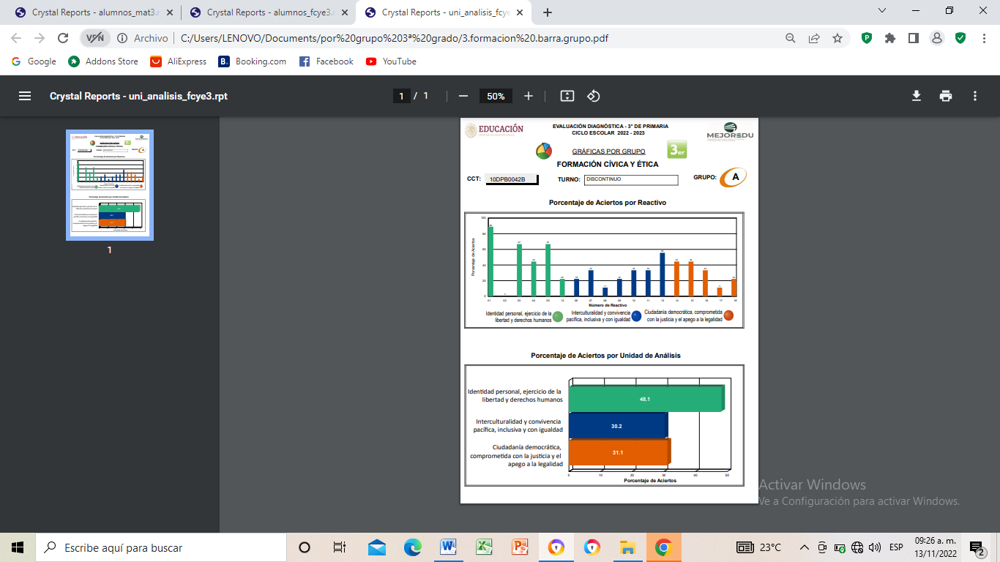 Crystal Reports - alumnos_mat3.r
Crystal Reports - alumnos_fcye3.r
Crystal Reports - uni_analisis_fcye
VPN
Archivo
C:/Users/LENOVO/Documents/por%20grupo%203ª%20grado/3.formacion%20.barra.grupo.pdf
Google
Addons Store
AliExpress
Booking.com
Facebook
YouTube
Crystal Reports - uni_analisis_fcye3.rpt
1 / 1
50%
1
EDUCACIÓN
EVALUACIÓN DIAGNÓSTICA - 3° DE PRIMARIA
CICLO ESCOLAR 2022 - 2023
MEJOREDU
GRÁFICAS POR GRUPO
3er
FORMACIÓN CÍVICA Y ÉTICA
CCT: 10DPB0042B
TURNO: DISCONTINUO
GRUPO: A
Porcentaje de Aciertos por Reactivo
Porcentaje de Aciertos
100
80
60
40
20
0
01 02 03 04 05 12 06 07 08 09 10 11 13 14 15 16 17 18
Número de Reactivo
Identidad personal, ejercicio de la
libertad y derechos humanos
Interculturalidad y convivencia
pacífica, inclusiva y con igualdad
Ciudadanía democrática, comprometida
con la justicia y el apego a la legalidad
Porcentaje de Aciertos por Unidad de Análisis
Identidad personal, ejercicio de la
libertad y derechos humanos
48.1
Interculturalidad y convivencia
pacífica, inclusiva y con igualdad
30.2
Ciudadanía democrática,
comprometida con la justicia y el
apego a la legalidad
31.1
0 10 20 30 40 50
Porcentaje de Aciertos
Activar Windows
Ve a Configuración para activar Windows.
Escribe aquí para buscar
23°C
ESP
09:26 a. m.
13/11/2022
2